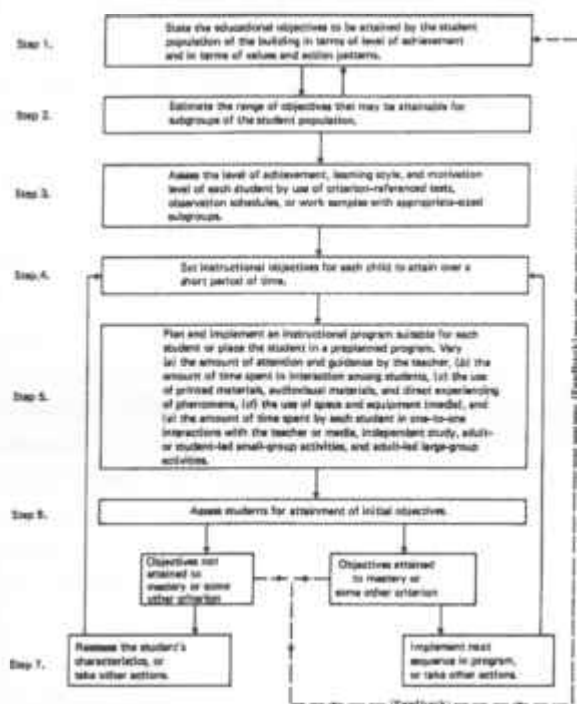 Step 1.
State the educational objectives to be attained by the student
population of the building in terms of level of achievement
and in terms of values and action patterns.
Step 2.
Estimate the range of objectives that may be attainable for
subgroups of the student population.
Step 3.
Assess the level of achievement, learning style, and motivation
level of each student by use of criterion-referenced tests,
observation schedules, or work samples with appropriate-sized
subgroups.
Step 4.
Set instructional objectives for each child to attain over a
short period of time.
Step 5.
Plan and implement an instructional program suitable for each
student or place the student in a preplanned program. Vary
(a) the amount of attention and guidance by the teacher, (b) the
amount of time spent in interaction among students, (c) the use
of printed materials, audiovisual materials, and direct experiencing
of phenomena, (d) the use of space and equipment (media), and
(e) the amount of time spent by each student in one-to-one
interactions with the teacher or media, independent study, adult-
or student-led small-group activities, and adult-led large-group
activities.
Step 6.
Assess students for attainment of initial objectives.
Objectives not
attained to
mastery or some
other criterion
Objectives attained
to mastery or
some other criterion
Step 7.
Reassess the student's
characteristics, or
take other actions.
Implement next
sequence in program,
or take other actions.
(Feedback)
(Feedback)